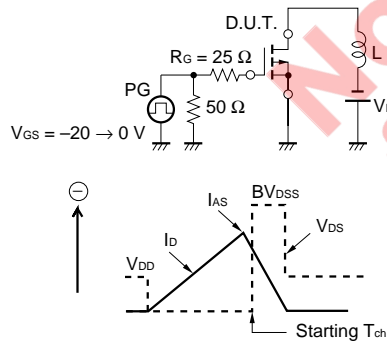 D.U.T.
RG = 25 Ω
L
PG
50 Ω
VGS = –20 → 0 V
IAS
BVDSS
ID
VDS
VDD
Starting Tch